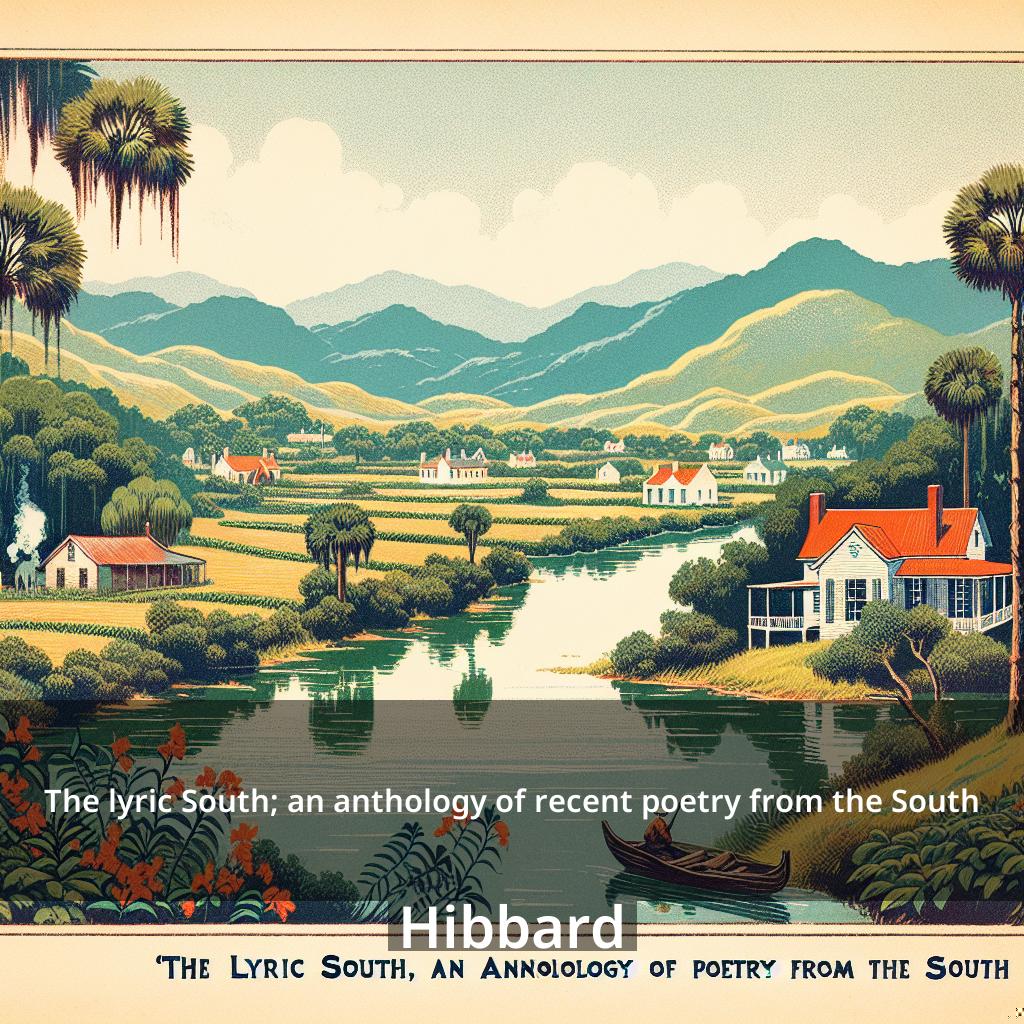 The lyric South; an anthology of recent poetry from the South
Hibbard
‘The Lyric South, an Annolology of poetry from the South